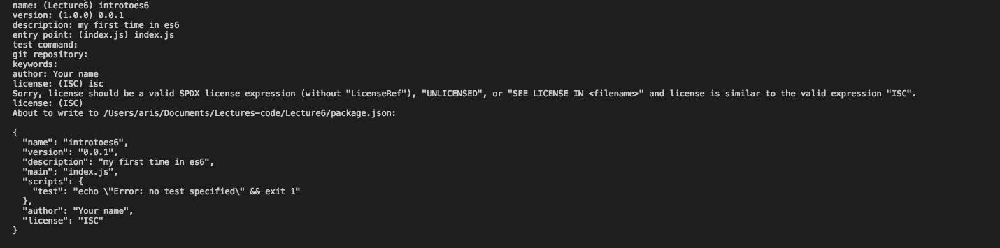 name: (Lecture6) introtoes6
version: (1.0.0) 0.0.1
description: my first time in es6
entry point: (index.js) index.js
test command:
git repository:
keywords:
author: Your name
license: (ISC) isc
Sorry, license should be a valid SPDX license expression (without "LicenseRef"), "UNLICENSED", or "SEE LICENSE IN <filename>" and license is similar to the valid expression "ISC".
license: (ISC)
About to write to /Users/aris/Documents/Lectures-code/Lecture6/package.json:

{
  "name": "introtoes6",
  "version": "0.0.1",
  "description": "my first time in es6",
  "main": "index.js",
  "scripts": {
    "test": "echo \"Error: no test specified\" && exit 1"
  },
  "author": "Your name",
  "license": "ISC"
}